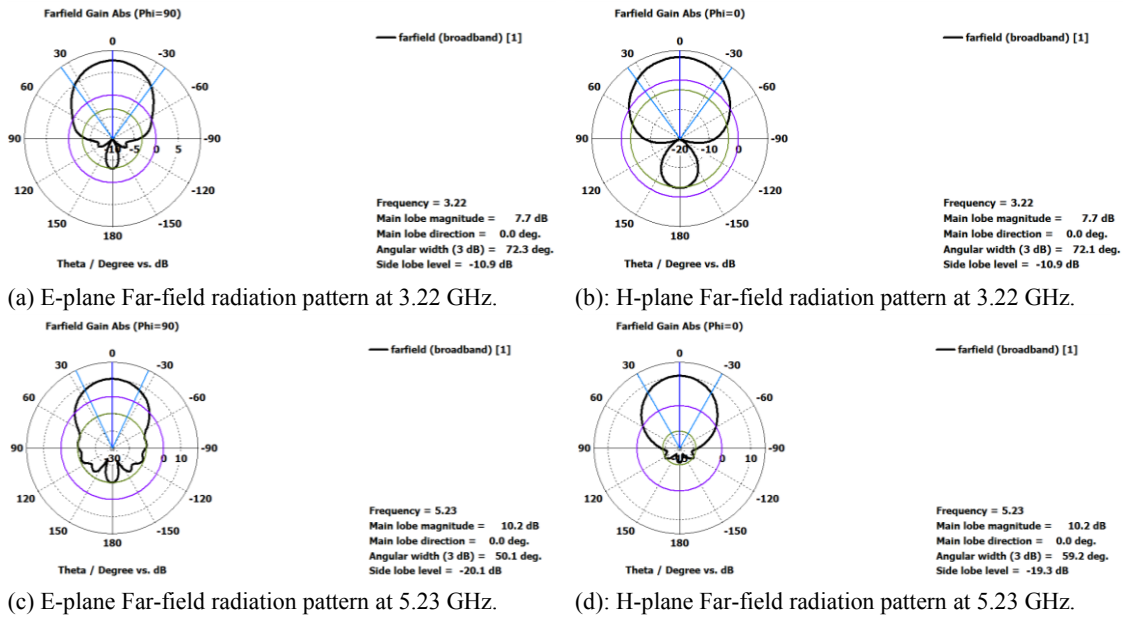 Farfield Gain Abs (Phi=90)
farfield (broadband) [1]
0
30 -30
60 -60
90 -90
-10 -5 0 5
120 -120
150 -150
180
Frequency = 3.22
Main lobe magnitude = 7.7 dB
Main lobe direction = 0.0 deg.
Angular width (3 dB) = 72.3 deg.
Side lobe level = -10.9 dB
Theta / Degree vs. dB
(a) E-plane Far-field radiation pattern at 3.22 GHz.
Farfield Gain Abs (Phi=0)
farfield (broadband) [1]
0
30 -30
60 -60
90 -90
-20 -10 0
120 -120
150 -150
180
Frequency = 3.22
Main lobe magnitude = 7.7 dB
Main lobe direction = 0.0 deg.
Angular width (3 dB) = 72.1 deg.
Side lobe level = -10.9 dB
Theta / Degree vs. dB
(b): H-plane Far-field radiation pattern at 3.22 GHz.
Farfield Gain Abs (Phi=90)
farfield (broadband) [1]
0
30 -30
60 -60
90 -90
0 10
120 -120
150 -150
180
Frequency = 5.23
Main lobe magnitude = 10.2 dB
Main lobe direction = 0.0 deg.
Angular width (3 dB) = 50.1 deg.
Side lobe level = -20.1 dB
Theta / Degree vs. dB
(c) E-plane Far-field radiation pattern at 5.23 GHz.
Farfield Gain Abs (Phi=0)
farfield (broadband) [1]
0
30 -30
60 -60
90 -90
0 10
120 -120
150 -150
180
Frequency = 5.23
Main lobe magnitude = 10.2 dB
Main lobe direction = 0.0 deg.
Angular width (3 dB) = 59.2 deg.
Side lobe level = -19.3 dB
Theta / Degree vs. dB
(d): H-plane Far-field radiation pattern at 5.23 GHz.